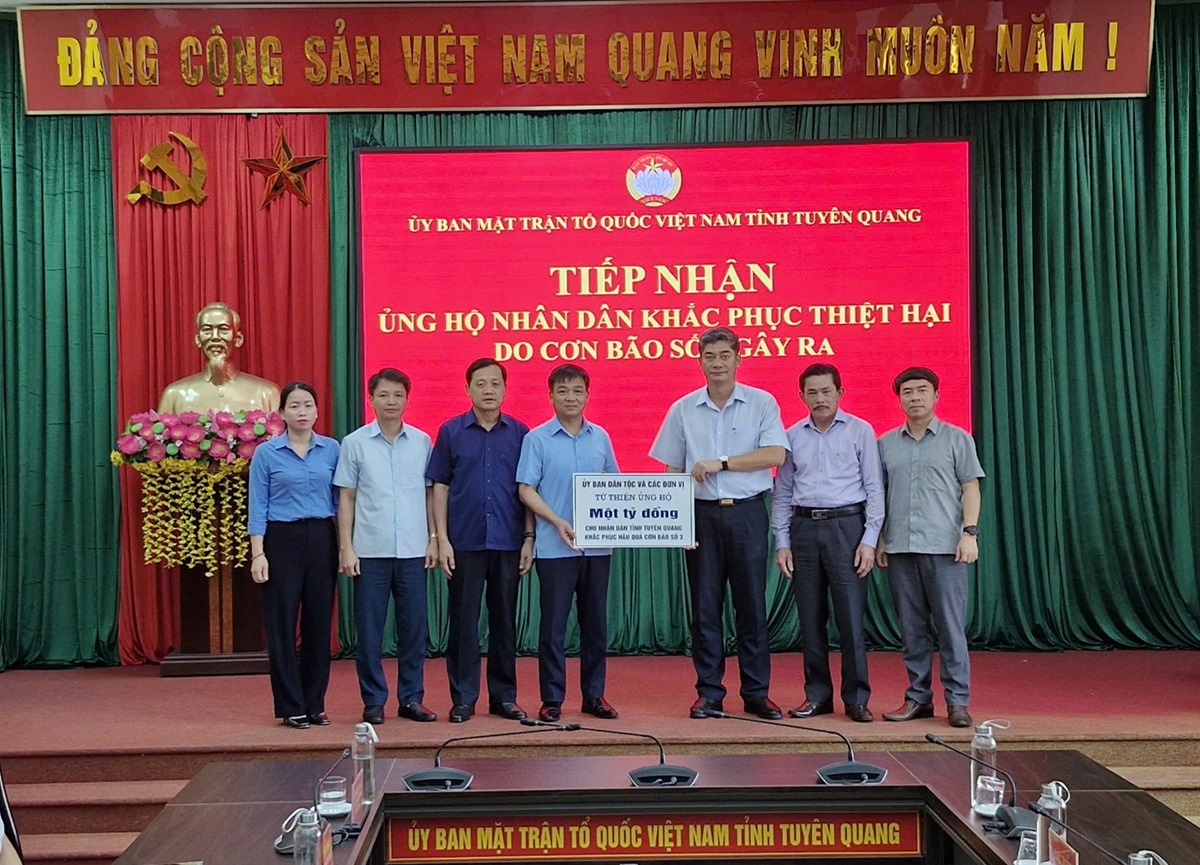 ĐẢNG CỘNG SẢN VIỆT NAM QUANG VINH MUÔN NĂM !
ỦY BAN MẶT TRẬN TỔ QUỐC VIỆT NAM TỈNH TUYÊN QUANG
TIẾP NHẬN
ỦNG HỘ NHÂN DÂN KHẮC PHỤC THIỆT HẠI
DO CƠN BÃO SỐ GÂY RA
ỦY BAN DÂN TỘC VÀ CÁC ĐƠN VỊ
TỪ THIỆN ỦNG HỘ
Một tỷ đồng
CHO NHÂN DÂN TỈNH TUYÊN QUANG
KHẮC PHỤC HẬU QUẢ CƠN BÃO SỐ 3
ỦY BAN MẶT TRẬN TỔ QUỐC VIỆT NAM TỈNH TUYÊN QUANG